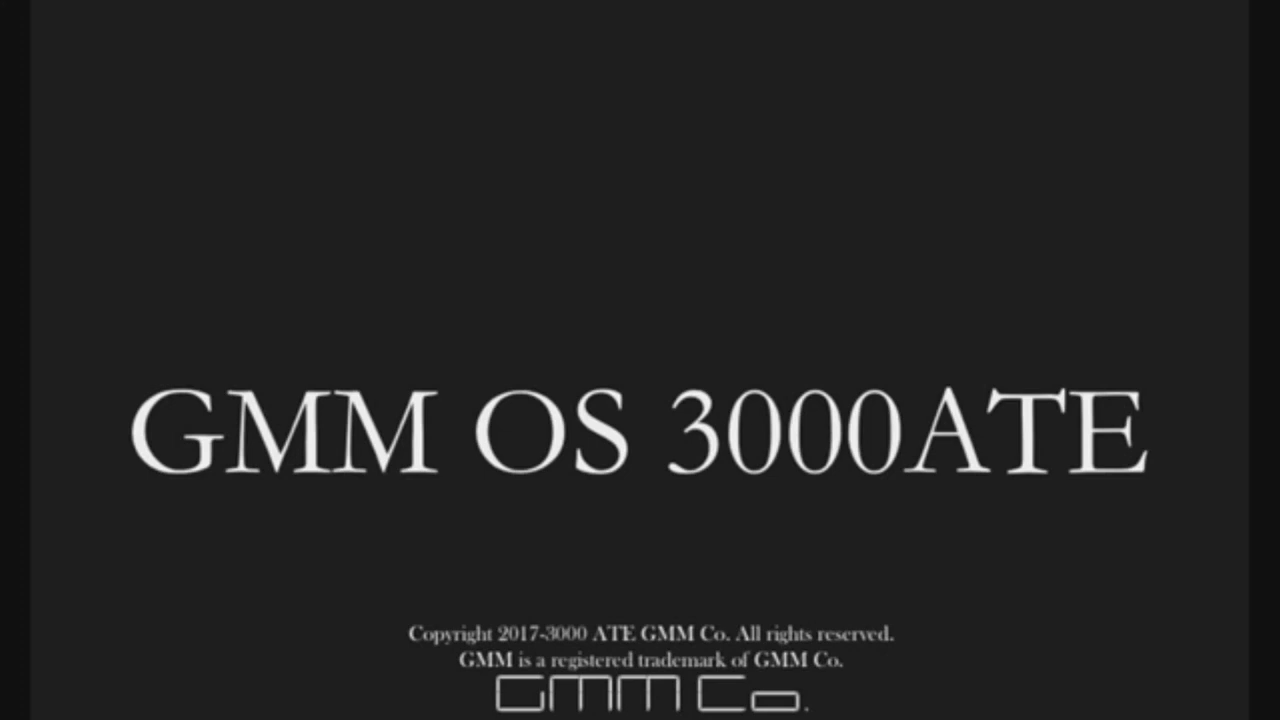 GMM OS 3000ATE
Copyright 2017-3000 ATE GMM Co. All rights reserved.
GMM is a registered trademark of GMM Co.
GMM Co.